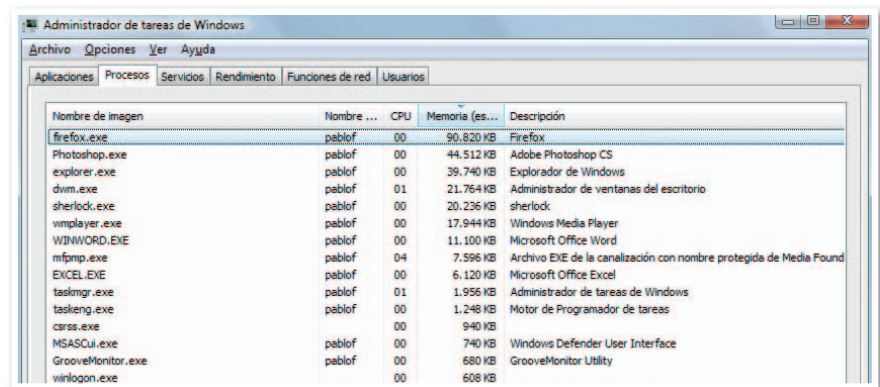 Administrador de tareas de Windows
Archivo Opciones Ver Ayuda
Aplicaciones Procesos Servicios Rendimiento Funciones de red Usuarios
Nombre de imagen Nombre ... CPU Memoria (es... Descripción
firefox.exe pablof 00 90.820 KB Firefox
Photoshop.exe pablof 00 44.512 KB Adobe Photoshop CS
explorer.exe pablof 00 39.740 KB Explorador de Windows
dwm.exe pablof 01 21.764 KB Administrador de ventanas del escritorio
sherlock.exe pablof 00 20.236 KB sherlock
wmplayer.exe pablof 00 17.944 KB Windows Media Player
WINWORD.EXE pablof 00 11.100 KB Microsoft Office Word
mfpmp.exe pablof 04 7.596 KB Archivo EXE de la canalización con nombre protegida de Media Found
EXCEL.EXE pablof 00 6.120 KB Microsoft Office Excel
taskmgr.exe pablof 01 1.956 KB Administrador de tareas de Windows
taskeng.exe pablof 00 1.248 KB Motor de Programador de tareas
csrss.exe 00 940 KB
MSASCui.exe pablof 00 740 KB Windows Defender User Interface
GrooveMonitor.exe pablof 00 680 KB GrooveMonitor Utility
winlogon.exe 00 608 KB